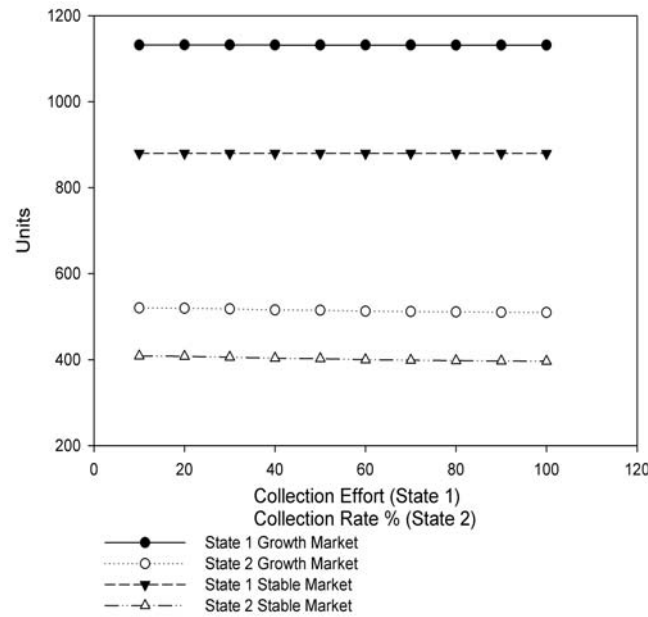 1200
1000
800
600
400
200
Units
0 20 40 60 80 100 120
Collection Effort (State 1)
Collection Rate % (State 2)
State 1 Growth Market
State 2 Growth Market
State 1 Stable Market
State 2 Stable Market